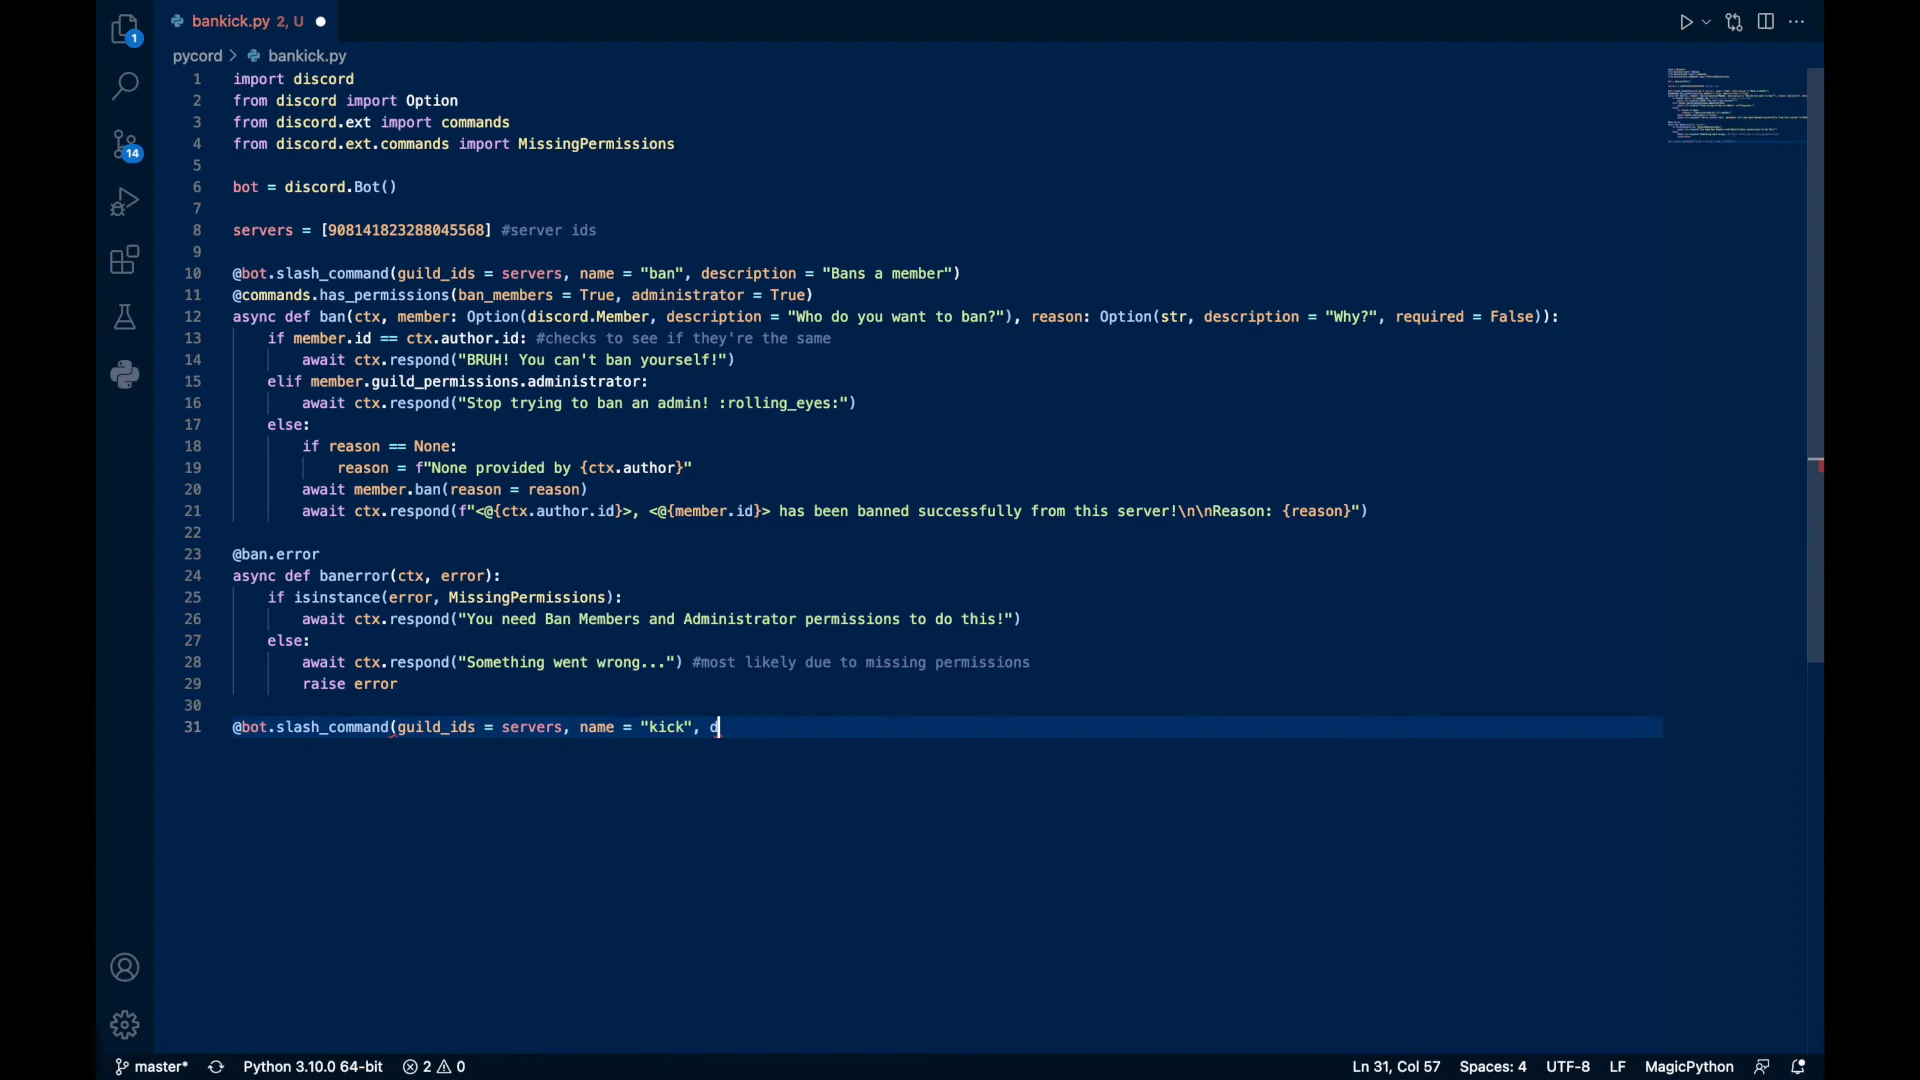 bankick.py 2, U
1
pycord > bankick.py
1 import discord
2 from discord import Option
3 from discord.ext import commands
4 from discord.ext.commands import MissingPermissions
5
6 bot = discord.Bot()
7
8 servers = [908141823288045568] #server ids
9
10 @bot.slash_command(guild_ids = servers, name = "ban", description = "Bans a member")
11 @commands.has_permissions(ban_members = True, administrator = True)
12 async def ban(ctx, member: Option(discord.Member, description = "Who do you want to ban?"), reason: Option(str, description = "Why?", required = False)):
13     if member.id == ctx.author.id: #checks to see if they're the same
14         await ctx.respond("BRUH! You can't ban yourself!")
15     elif member.guild_permissions.administrator:
16         await ctx.respond("Stop trying to ban an admin! :rolling_eyes:")
17     else:
18         if reason == None:
19             reason = f"None provided by {ctx.author}"
20         await member.ban(reason = reason)
21         await ctx.respond(f"<@{ctx.author.id}>, <@{member.id}> has been banned successfully from this server!\n\nReason: {reason}")
22
23 @ban.error
24 async def banerror(ctx, error):
25     if isinstance(error, MissingPermissions):
26         await ctx.respond("You need Ban Members and Administrator permissions to do this!")
27     else:
28         await ctx.respond("Something went wrong...") #most likely due to missing permissions
29         raise error
30
31 @bot.slash_command(guild_ids = servers, name = "kick", d
14
master* Python 3.10.0 64-bit 2 0 Ln 31, Col 57 Spaces: 4 UTF-8 LF MagicPython